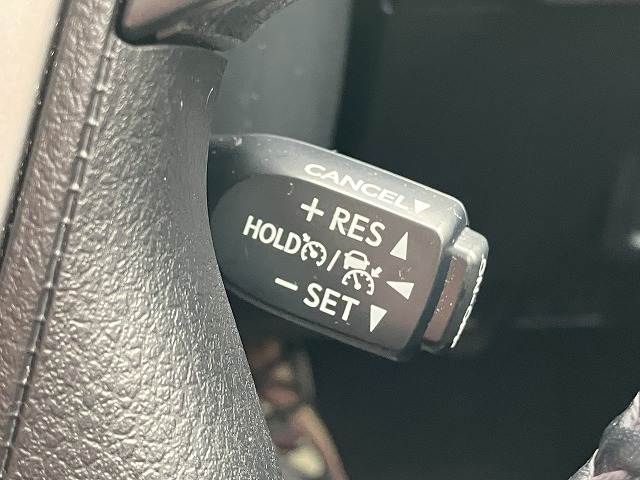 CANCEL▼
+ RES ▲
HOLD / ◄
− SET ▼